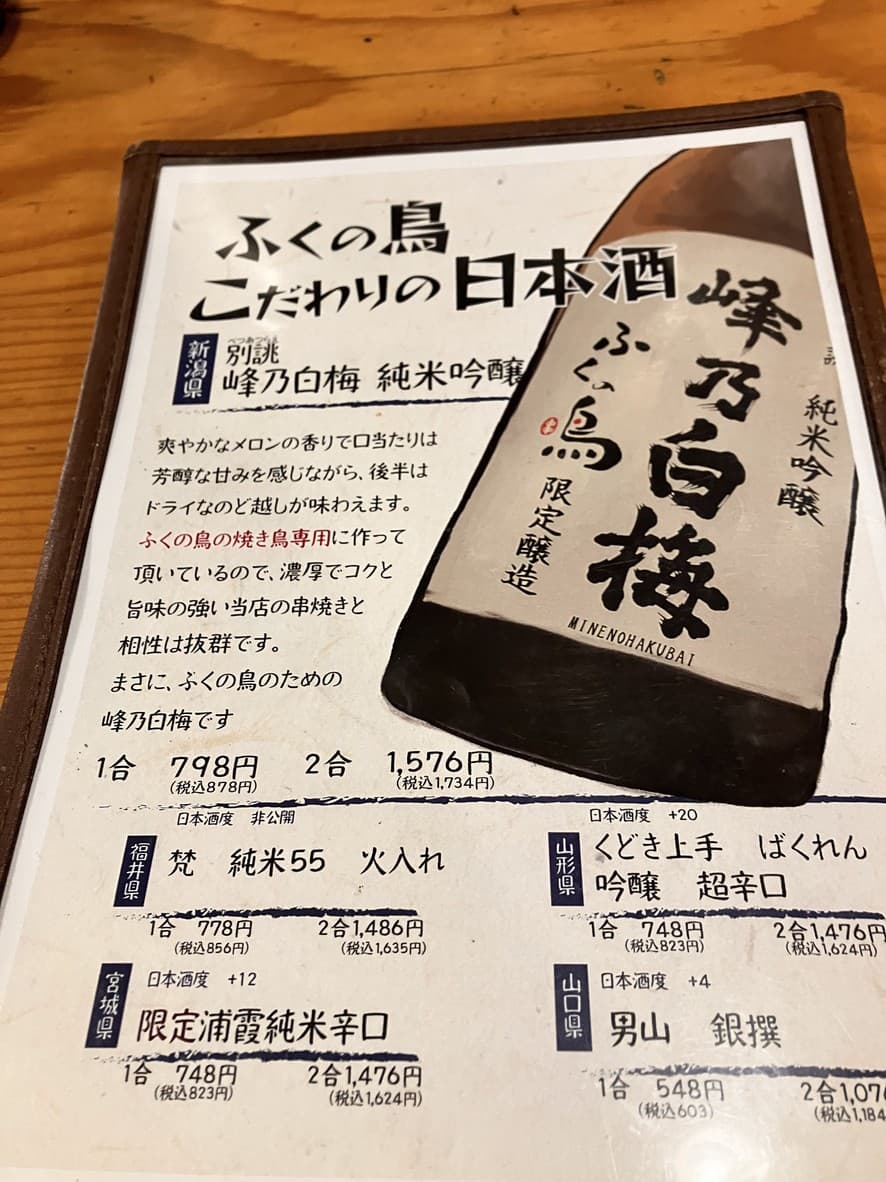 ふくの鳥
こだわりの日本酒
新潟県
べつあつらえ
別誂
峰乃白梅 純米吟醸
爽やかなメロンの香りで口当たりは
芳醇な甘みを感じながら、後半は
ドライなのど越しが味わえます。
ふくの鳥の焼き鳥専用に作って
頂いているので、濃厚でコクと
旨味の強い当店の串焼きと
相性は抜群です。
まさに、ふくの鳥のための
峰乃白梅です
1合 798円 2合 1,576円
(税込878円) (税込1,734円)
峰乃白梅
ふくの鳥
限定醸造
純米吟醸
MINENOHAKUBAI
日本酒度 非公開
福井県
梵 純米55 火入れ
1合 778円 2合1,486円
(税込856円) (税込1,635円)
日本酒度 +20
山形県
くどき上手 ばくれん
吟醸 超辛口
1合 748円 2合1,476円
(税込823円) (税込1,624円)
宮城県
日本酒度 +12
限定浦霞純米辛口
1合 748円 2合1,476円
(税込823円) (税込1,624円)
山口県
日本酒度 +4
男山 銀撰
1合 548円 2合1,07
(税込603) (税込1,184